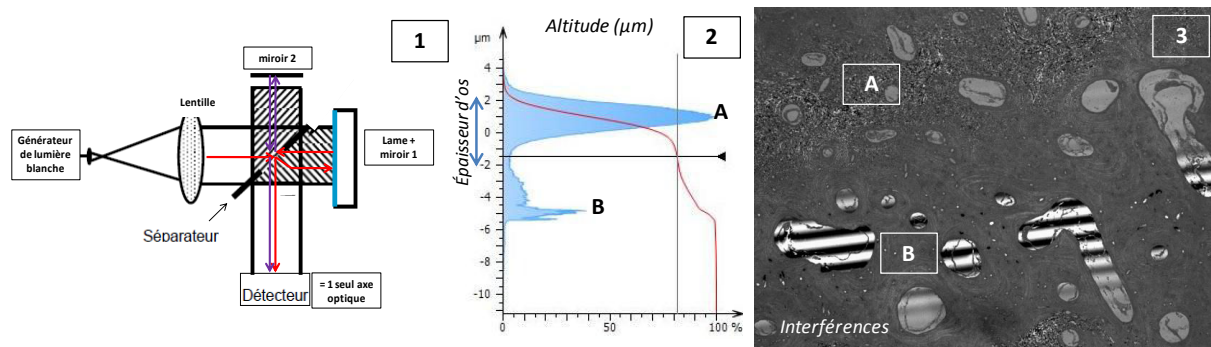 1
miroir 2
Lentille
Générateur
de lumière
blanche
Lame +
miroir 1
Séparateur
Détecteur
= 1 seul axe
optique
Altitude (µm)
2
µm
4
2
0
-2
-4
-6
-8
-10
Épaisseur d'os
A
B
0
50
100 %
3
A
B
Interférences